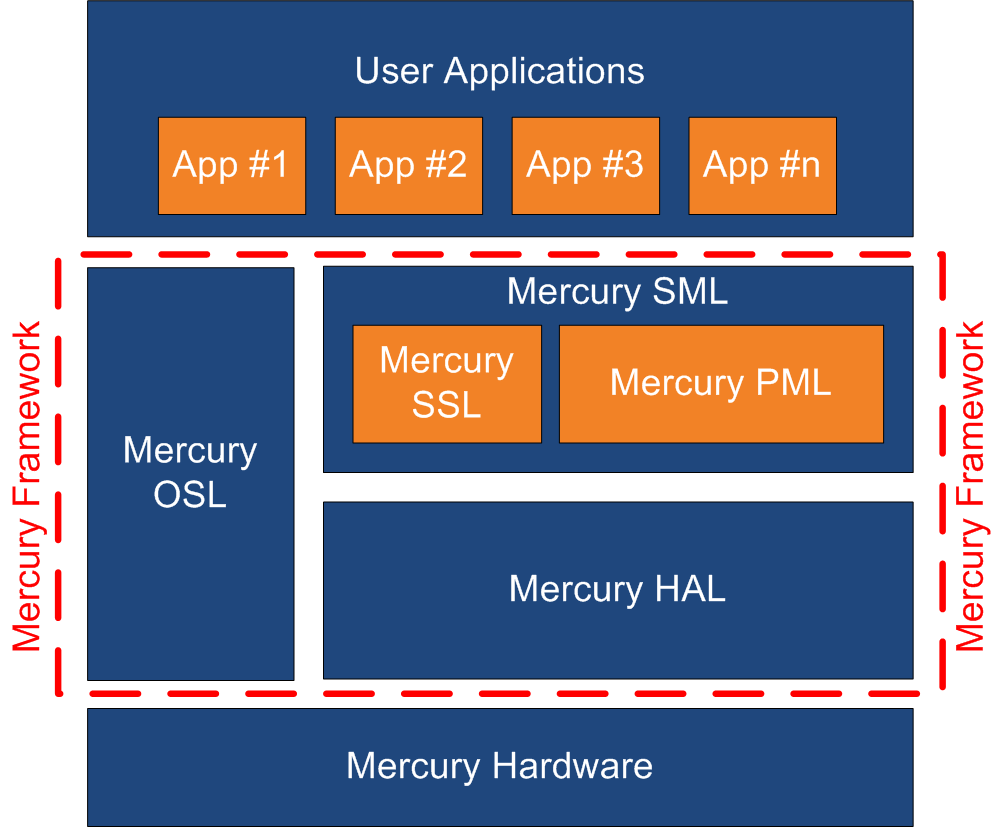 User Applications
App #1
App #2
App #3
App #n
Mercury Framework
Mercury
OSL
Mercury SML
Mercury
SSL
Mercury PML
Mercury HAL
Mercury Framework
Mercury Hardware